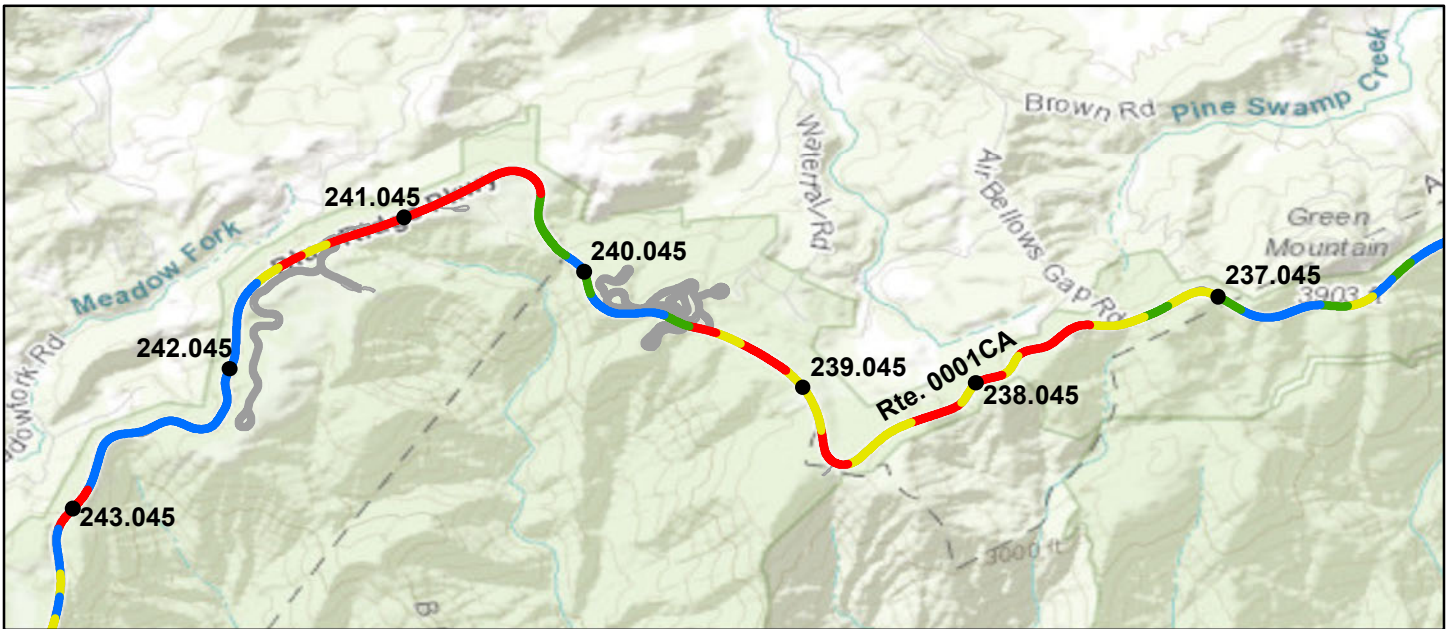 Brown Rd
Pine Swamp Creek
Waterral Rd
Air Bellows Gap Rd
Green
Mountain
3903 ft
241.045
Meadow Fork
240.045
237.045
242.045
239.045
Rte. 0001CA
238.045
243.045
3000 ft
B